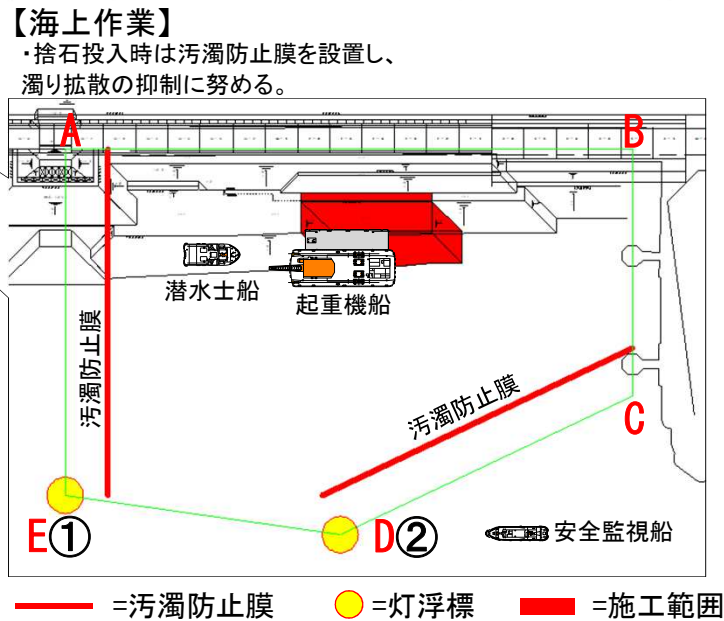 【海上作業】
・捨石投入時は汚濁防止膜を設置し、
濁り拡散の抑制に努める。
A
B
潜水士船
起重機船
汚濁防止膜
汚濁防止膜
C
E①
D②
安全監視船
=汚濁防止膜
=灯浮標
=施工範囲